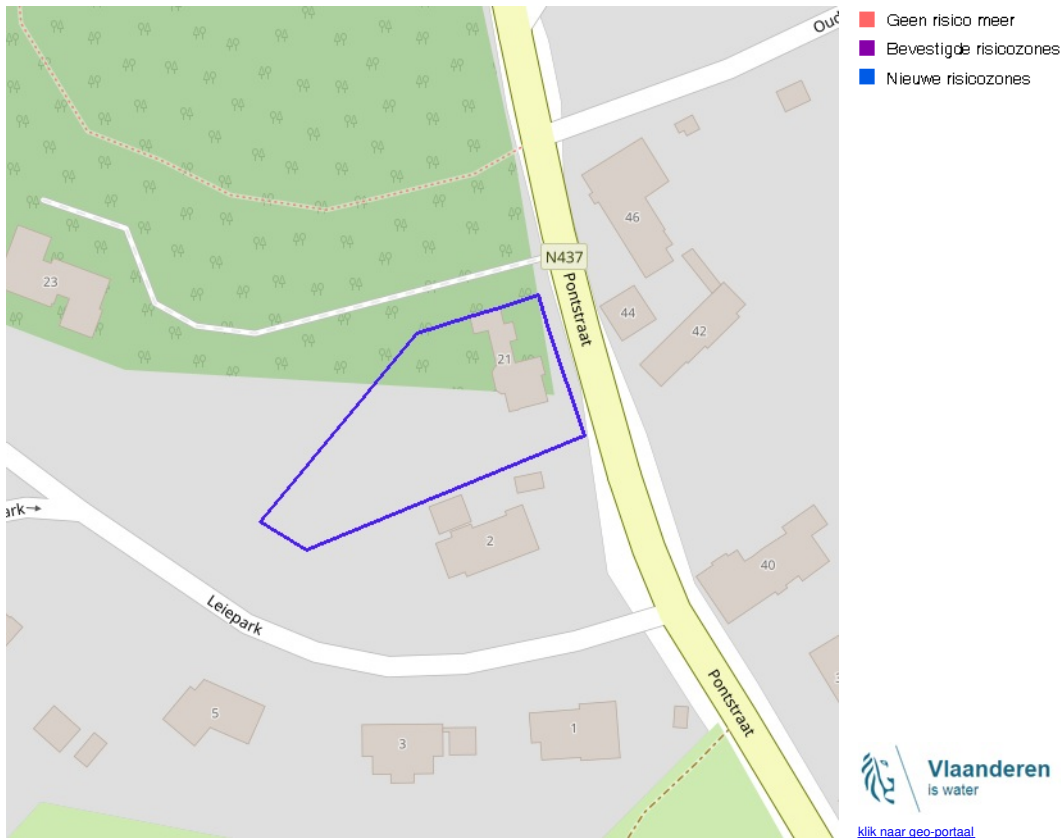 Oud
Geen risico meer
Bevestigde risicozones
Nieuwe risicozones
46
N437
23
Pontstraat
44
42
21
ark→
2
40
Leiepark
Pontstraat
5
3
1
Vlaanderen
is water
klik naar geo-portaal